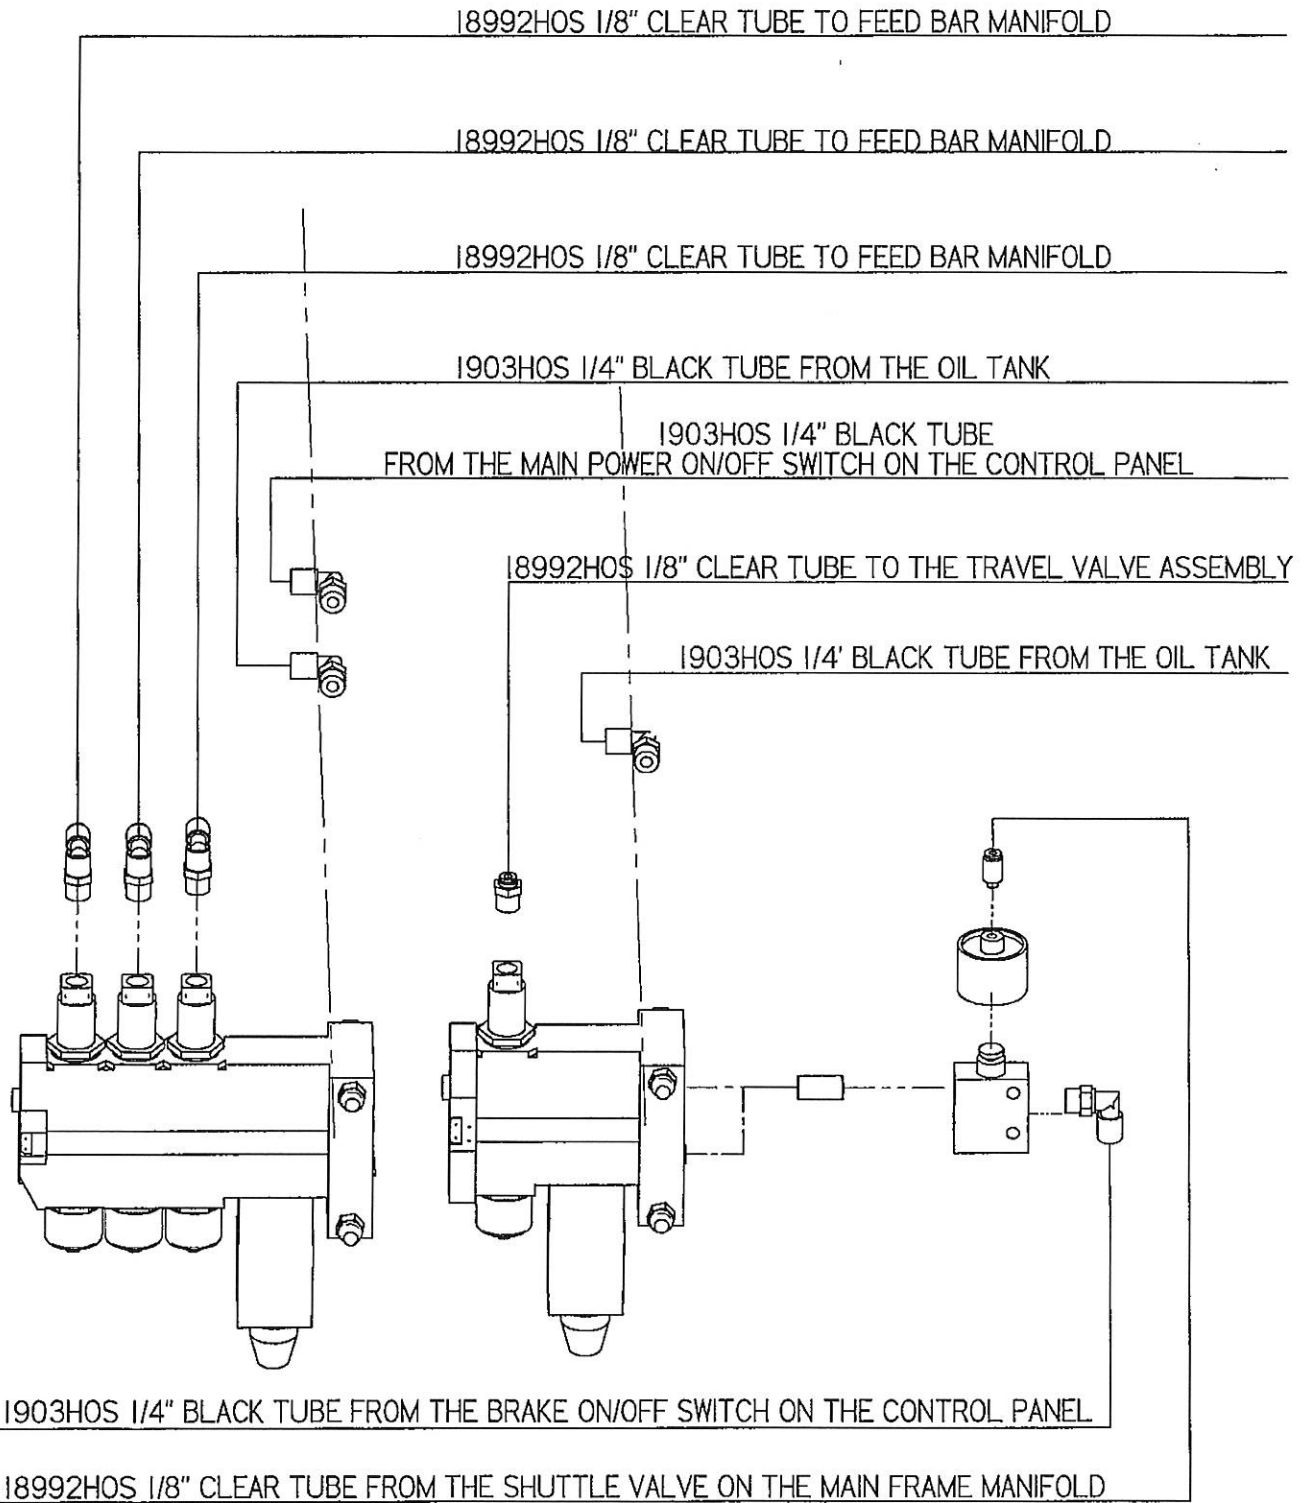 18992HOS 1/8" CLEAR TUBE TO FEED BAR MANIFOLD
18992HOS 1/8" CLEAR TUBE TO FEED BAR MANIFOLD
18992HOS 1/8" CLEAR TUBE TO FEED BAR MANIFOLD
1903HOS 1/4" BLACK TUBE FROM THE OIL TANK
1903HOS 1/4" BLACK TUBE
FROM THE MAIN POWER ON/OFF SWITCH ON THE CONTROL PANEL
18992HOS 1/8" CLEAR TUBE TO THE TRAVEL VALVE ASSEMBLY
1903HOS 1/4' BLACK TUBE FROM THE OIL TANK
1903HOS 1/4" BLACK TUBE FROM THE BRAKE ON/OFF SWITCH ON THE CONTROL PANEL
18992HOS 1/8" CLEAR TUBE FROM THE SHUTTLE VALVE ON THE MAIN FRAME MANIFOLD